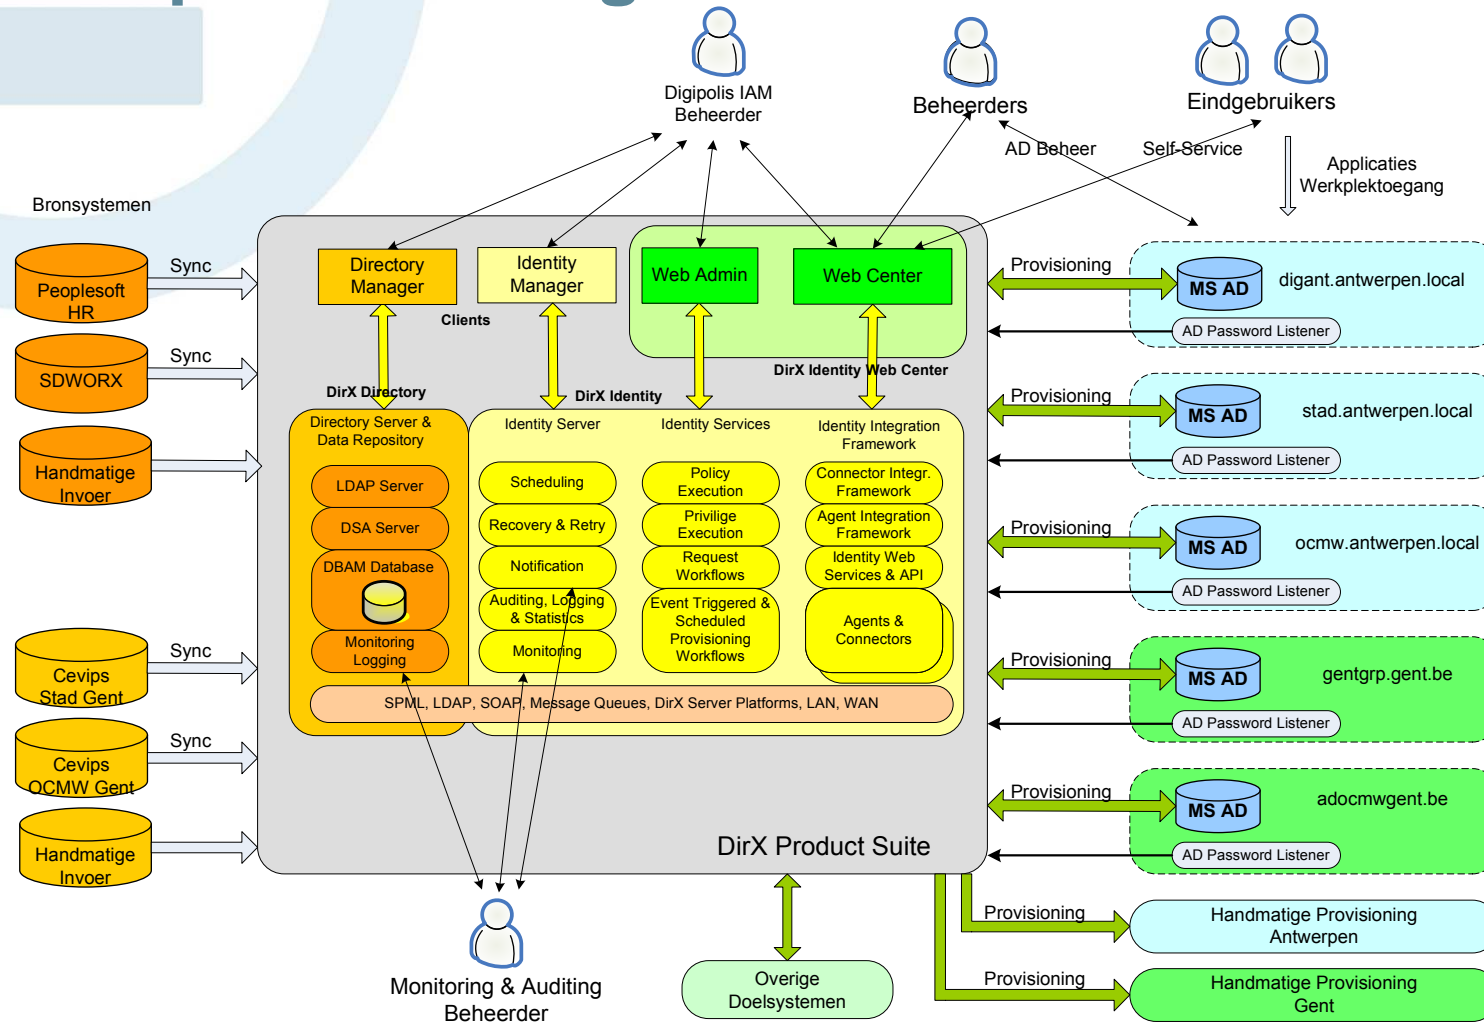 Digipolis IAM
Beheerder
Beheerders
Eindgebruikers
AD Beheer
Self-Service
Applicaties
Werkplektoegang
Bronsystemen
Peoplesoft
HR
Sync
SDWORX
Sync
Handmatige
Invoer
Cevips
Stad Gent
Sync
Cevips
OCMW Gent
Sync
Handmatige
Invoer
Directory
Manager
Identity
Manager
Web Admin
Web Center
Clients
DirX Identity Web Center
DirX Directory
DirX Identity
Directory Server &
Data Repository
LDAP Server
DSA Server
DBAM Database
Monitoring
Logging
Identity Server
Scheduling
Recovery & Retry
Notification
Auditing, Logging
& Statistics
Monitoring
Identity Services
Policy
Execution
Privilige
Execution
Request
Workflows
Event Triggered &
Scheduled
Provisioning
Workflows
Identity Integration
Framework
Connector Integr.
Framework
Agent Integration
Framework
Identity Web
Services & API
Agents &
Connectors
SPML, LDAP, SOAP, Message Queues, DirX Server Platforms, LAN, WAN
DirX Product Suite
Provisioning
MS AD
digant.antwerpen.local
AD Password Listener
Provisioning
MS AD
stad.antwerpen.local
AD Password Listener
Provisioning
MS AD
ocmw.antwerpen.local
AD Password Listener
Provisioning
MS AD
gentgrp.gent.be
AD Password Listener
Provisioning
MS AD
adocmwgent.be
AD Password Listener
Provisioning
Handmatige Provisioning
Antwerpen
Provisioning
Handmatige Provisioning
Gent
Overige
Doelsystemen
Monitoring & Auditing
Beheerder